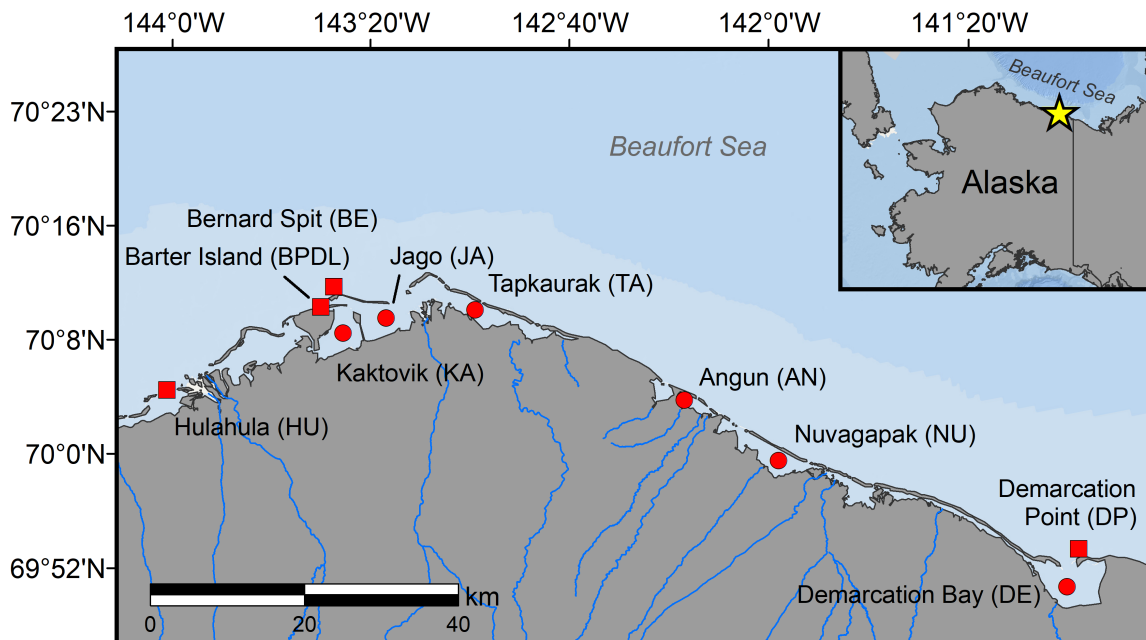 144°0'W
143°20'W
142°40'W
142°0'W
141°20'W
70°23'N
70°16'N
70°8'N
70°0'N
69°52'N
Beaufort Sea
Beaufort Sea
Alaska
Bernard Spit (BE)
Barter Island (BPDL)
Jago (JA)
Tapkaurak (TA)
Kaktovik (KA)
Angun (AN)
Hulahula (HU)
Nuvagapak (NU)
Demarcation
Point (DP)
Demarcation Bay (DE)
km
0
20
40